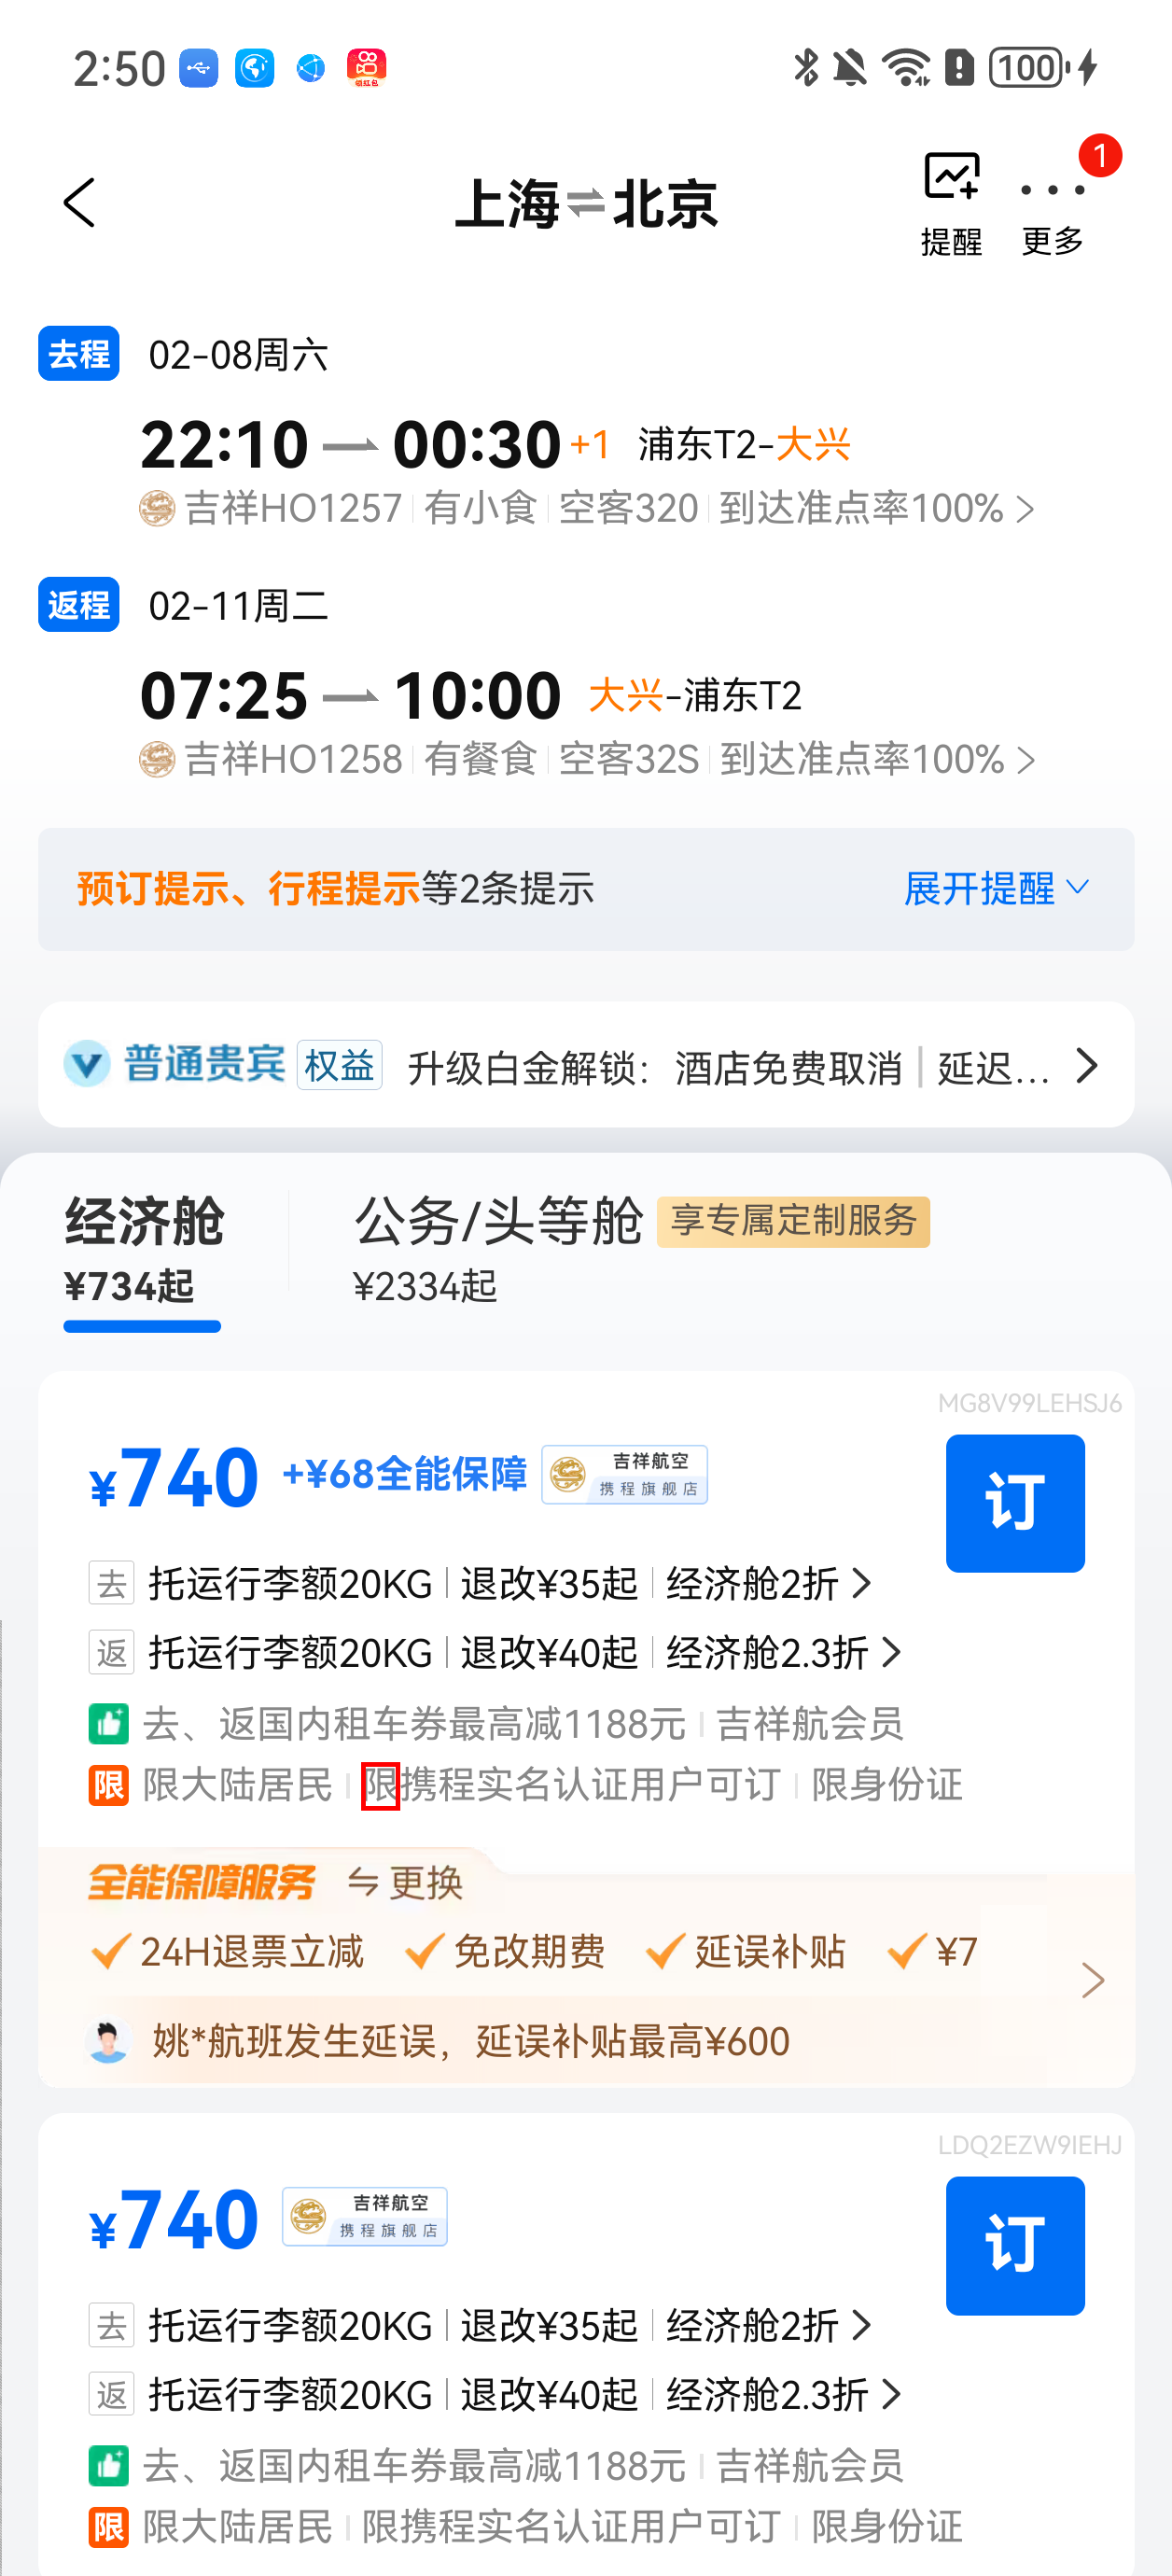 2:50 领红包 100
上海⇌北京
1
提醒 更多
去程 02-08周六
22:10 00:30 +1 浦东T2-大兴
吉祥HO1257 有小食 空客320 到达准点率100%
返程 02-11周二
07:25 10:00 大兴-浦东T2
吉祥HO1258 有餐食 空客32S 到达准点率100%
预订提示、行程提示等2条提示 展开提醒
普通贵宾 权益 升级白金解锁：酒店免费取消 | 延迟...
经济舱 公务/头等舱 享专属定制服务
¥734起 ¥2334起
MG8V99LEHSJ6
¥740 +¥68全能保障 吉祥航空 携程旗舰店 订
去 托运行李额20KG 退改¥35起 经济舱2折
返 托运行李额20KG 退改¥40起 经济舱2.3折
去、返国内租车券最高减1188元 吉祥航会员
限 限大陆居民 限携程实名认证用户可订 限身份证
全能保障服务 更换
24H退票立减 免改期费 延误补贴 ¥7
姚*航班发生延误，延误补贴最高¥600
LDQ2EZW9IEHJ
¥740 吉祥航空 携程旗舰店 订
去 托运行李额20KG 退改¥35起 经济舱2折
返 托运行李额20KG 退改¥40起 经济舱2.3折
去、返国内租车券最高减1188元 吉祥航会员
限 限大陆居民 限携程实名认证用户可订 限身份证